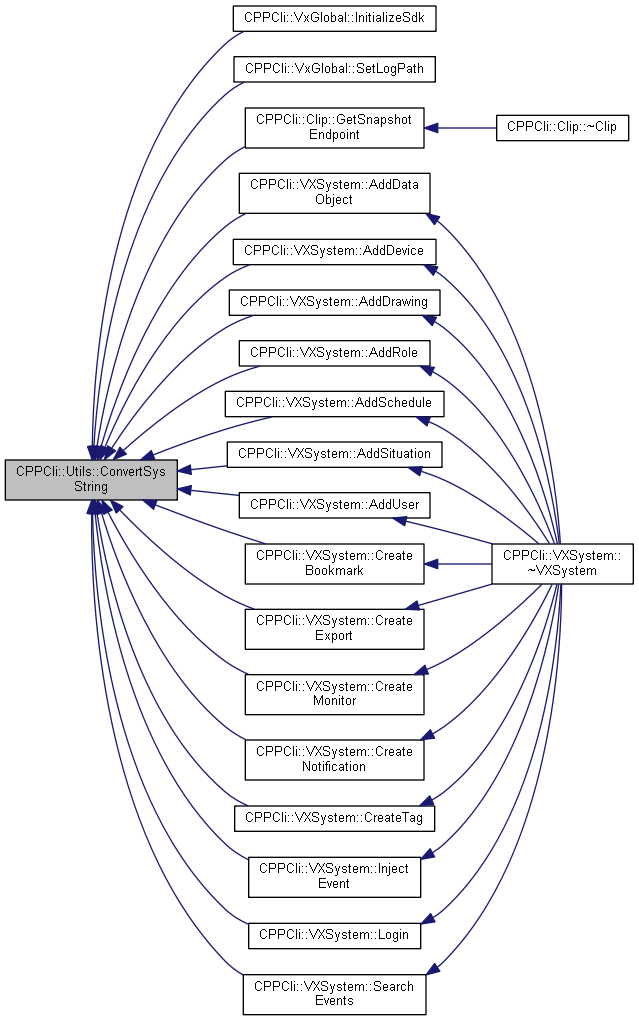 CPPCli::VxGlobal::InitializeSdk
CPPCli::VxGlobal::SetLogPath
CPPCli::Clip::GetSnapshot
Endpoint
CPPCli::Clip::~Clip
CPPCli::VXSystem::AddData
Object
CPPCli::VXSystem::AddDevice
CPPCli::VXSystem::AddDrawing
CPPCli::VXSystem::AddRole
CPPCli::VXSystem::AddSchedule
CPPCli::VXSystem::AddSituation
CPPCli::Utils::ConvertSys
String
CPPCli::VXSystem::AddUser
CPPCli::VXSystem::Create
Bookmark
CPPCli::VXSystem::
~VXSystem
CPPCli::VXSystem::Create
Export
CPPCli::VXSystem::Create
Monitor
CPPCli::VXSystem::Create
Notification
CPPCli::VXSystem::CreateTag
CPPCli::VXSystem::Inject
Event
CPPCli::VXSystem::Login
CPPCli::VXSystem::Search
Events